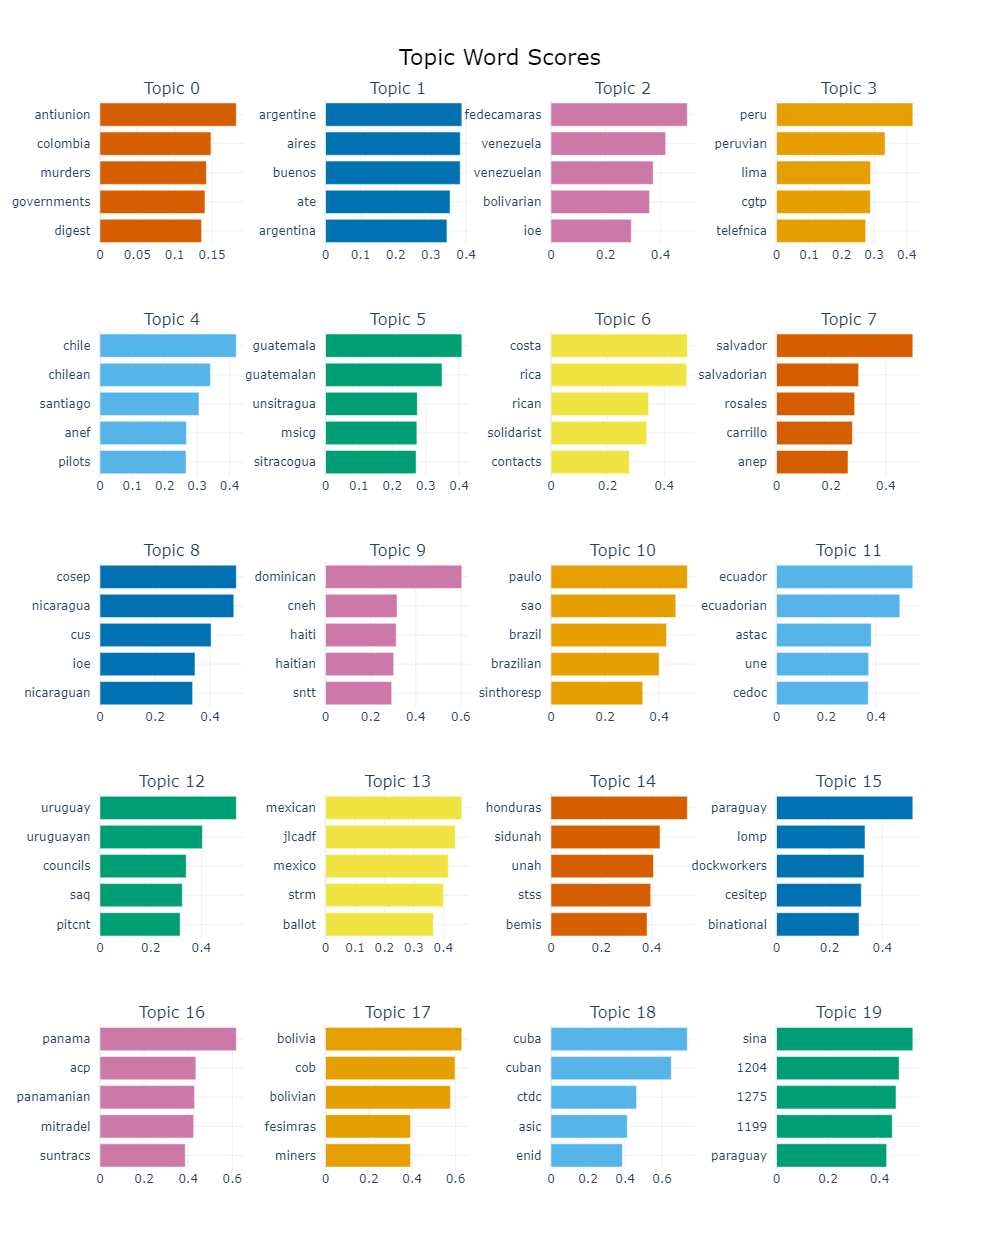 Topic Word Scores
Topic 0
antiunion
colombia
murders
governments
digest
0 0.05 0.1 0.15
Topic 1
argentine
aires
buenos
ate
argentina
0 0.1 0.2 0.3 0.4
Topic 2
fedecamaras
venezuela
venezuelan
bolivarian
ioe
0 0.2 0.4
Topic 3
peru
peruvian
lima
cgtp
telefnica
0 0.1 0.2 0.3 0.4
Topic 4
chile
chilean
santiago
anef
pilots
0 0.1 0.2 0.3 0.4
Topic 5
guatemala
guatemalan
unsitragua
msicg
sitracogua
0 0.1 0.2 0.3 0.4
Topic 6
costa
rica
rican
solidarist
contacts
0 0.2 0.4
Topic 7
salvador
salvadorian
rosales
carrillo
anep
0 0.2 0.4
Topic 8
cosep
nicaragua
cus
ioe
nicaraguan
0 0.2 0.4
Topic 9
dominican
cneh
haiti
haitian
sntt
0 0.2 0.4 0.6
Topic 10
paulo
sao
brazil
brazilian
sinthoresp
0 0.2 0.4
Topic 11
ecuador
ecuadorian
astac
une
cedoc
0 0.2 0.4
Topic 12
uruguay
uruguayan
councils
saq
pitcnt
0 0.2 0.4
Topic 13
mexican
jlcadf
mexico
strm
ballot
0 0.1 0.2 0.3 0.4
Topic 14
honduras
sidunah
unah
stss
bemis
0 0.2 0.4
Topic 15
paraguay
lomp
dockworkers
cesitep
binational
0 0.2 0.4
Topic 16
panama
acp
panamanian
mitradel
suntracs
0 0.2 0.4 0.6
Topic 17
bolivia
cob
bolivian
fesimras
miners
0 0.2 0.4 0.6
Topic 18
cuba
cuban
ctdc
asic
enid
0 0.2 0.4 0.6
Topic 19
sina
1204
1275
1199
paraguay
0 0.2 0.4